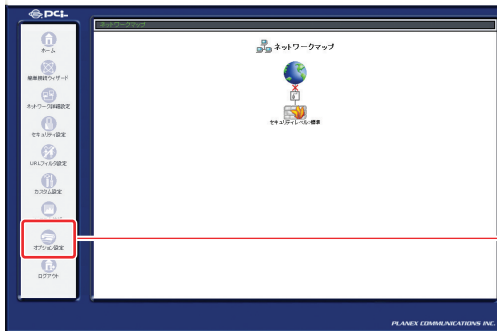 PCi
ネットワークマップ
ネットワークマップ
ホーム
簡単接続ウィザード
ネットワーク詳細設定
セキュリティ設定
URLフィルタ設定
カスタム設定
オプション設定
ログアウト
セキュリティレベル:標準
PLANEX COMMUNICATIONS INC.